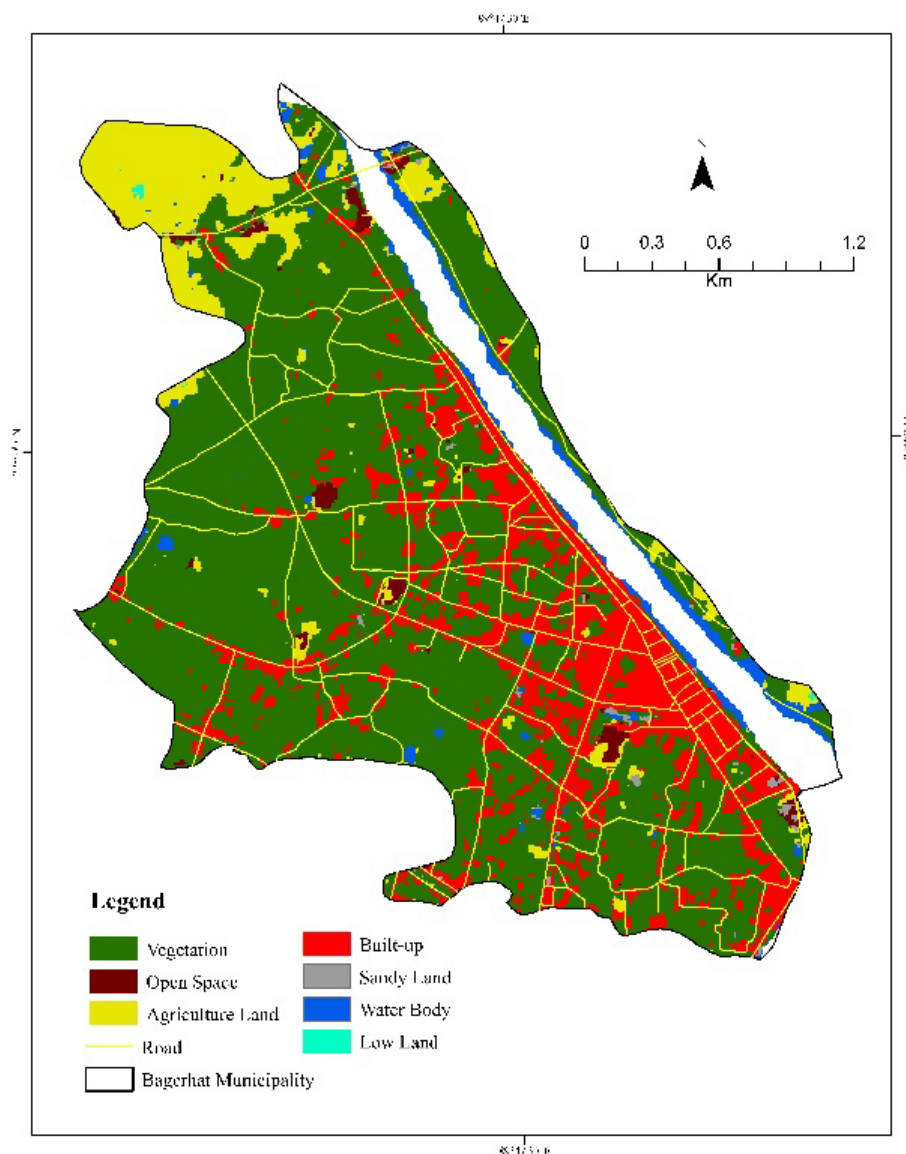 0 0.3 0.6 1.2
Km
Legend
Vegetation
Open Space
Agriculture Land
Road
Bagerhat Municipality
Built-up
Sandy Land
Water Body
Low Land